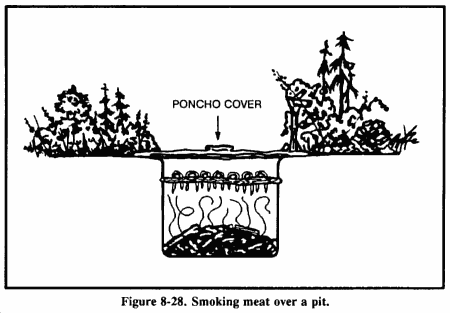 PONCHO COVER
Figure 8-28. Smoking meat over a pit.